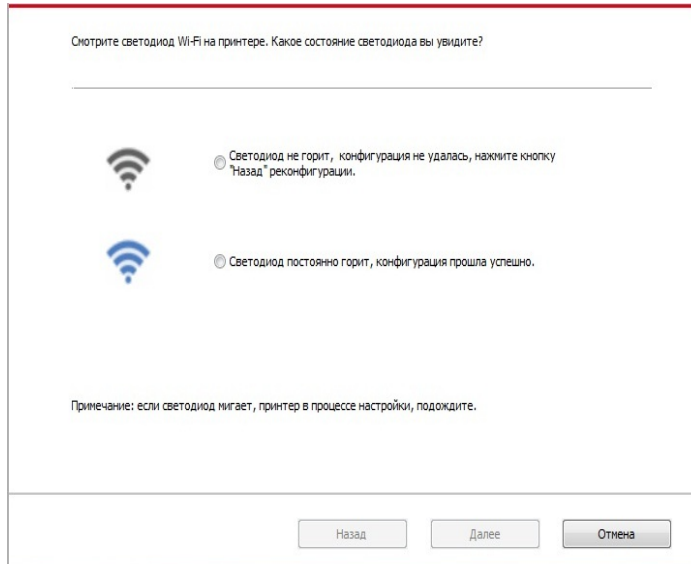 Смотрите светодиод Wi-Fi на принтере. Какое состояние светодиода вы увидите?
Светодиод не горит, конфигурация не удалась, нажмите кнопку
"Назад" реконфигурации.
Светодиод постоянно горит, конфигурация прошла успешно.
Примечание: если светодиод мигает, принтер в процессе настройки, подождите.
Назад
Далее
Отмена